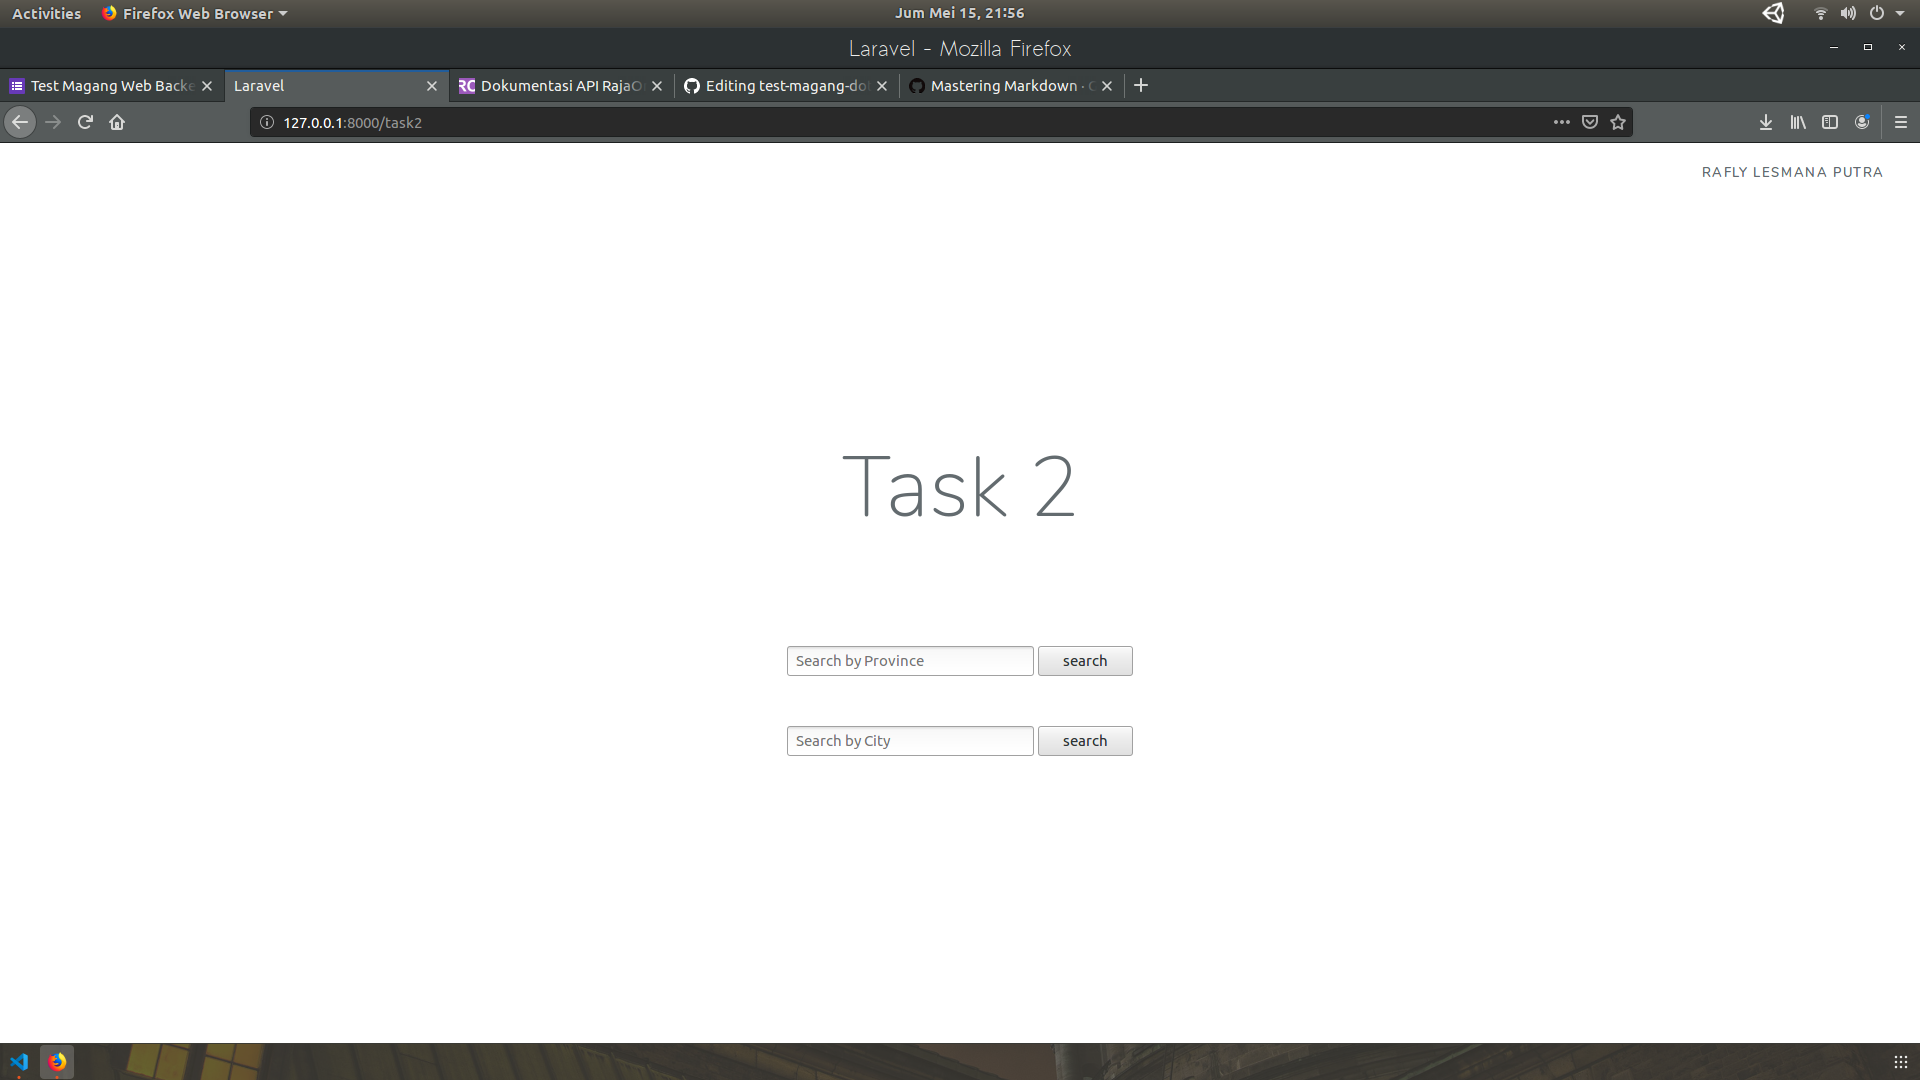 Activities
Firefox Web Browser
Jum Mei 15, 21:56
Laravel - Mozilla Firefox
Test Magang Web Backe
Laravel
RC
Dokumentasi API RajaO
Editing test-magang-do
Mastering Markdown ·
127.0.0.1:8000/task2
RAFLY LESMANA PUTRA
Task 2
Search by Province
search
Search by City
search